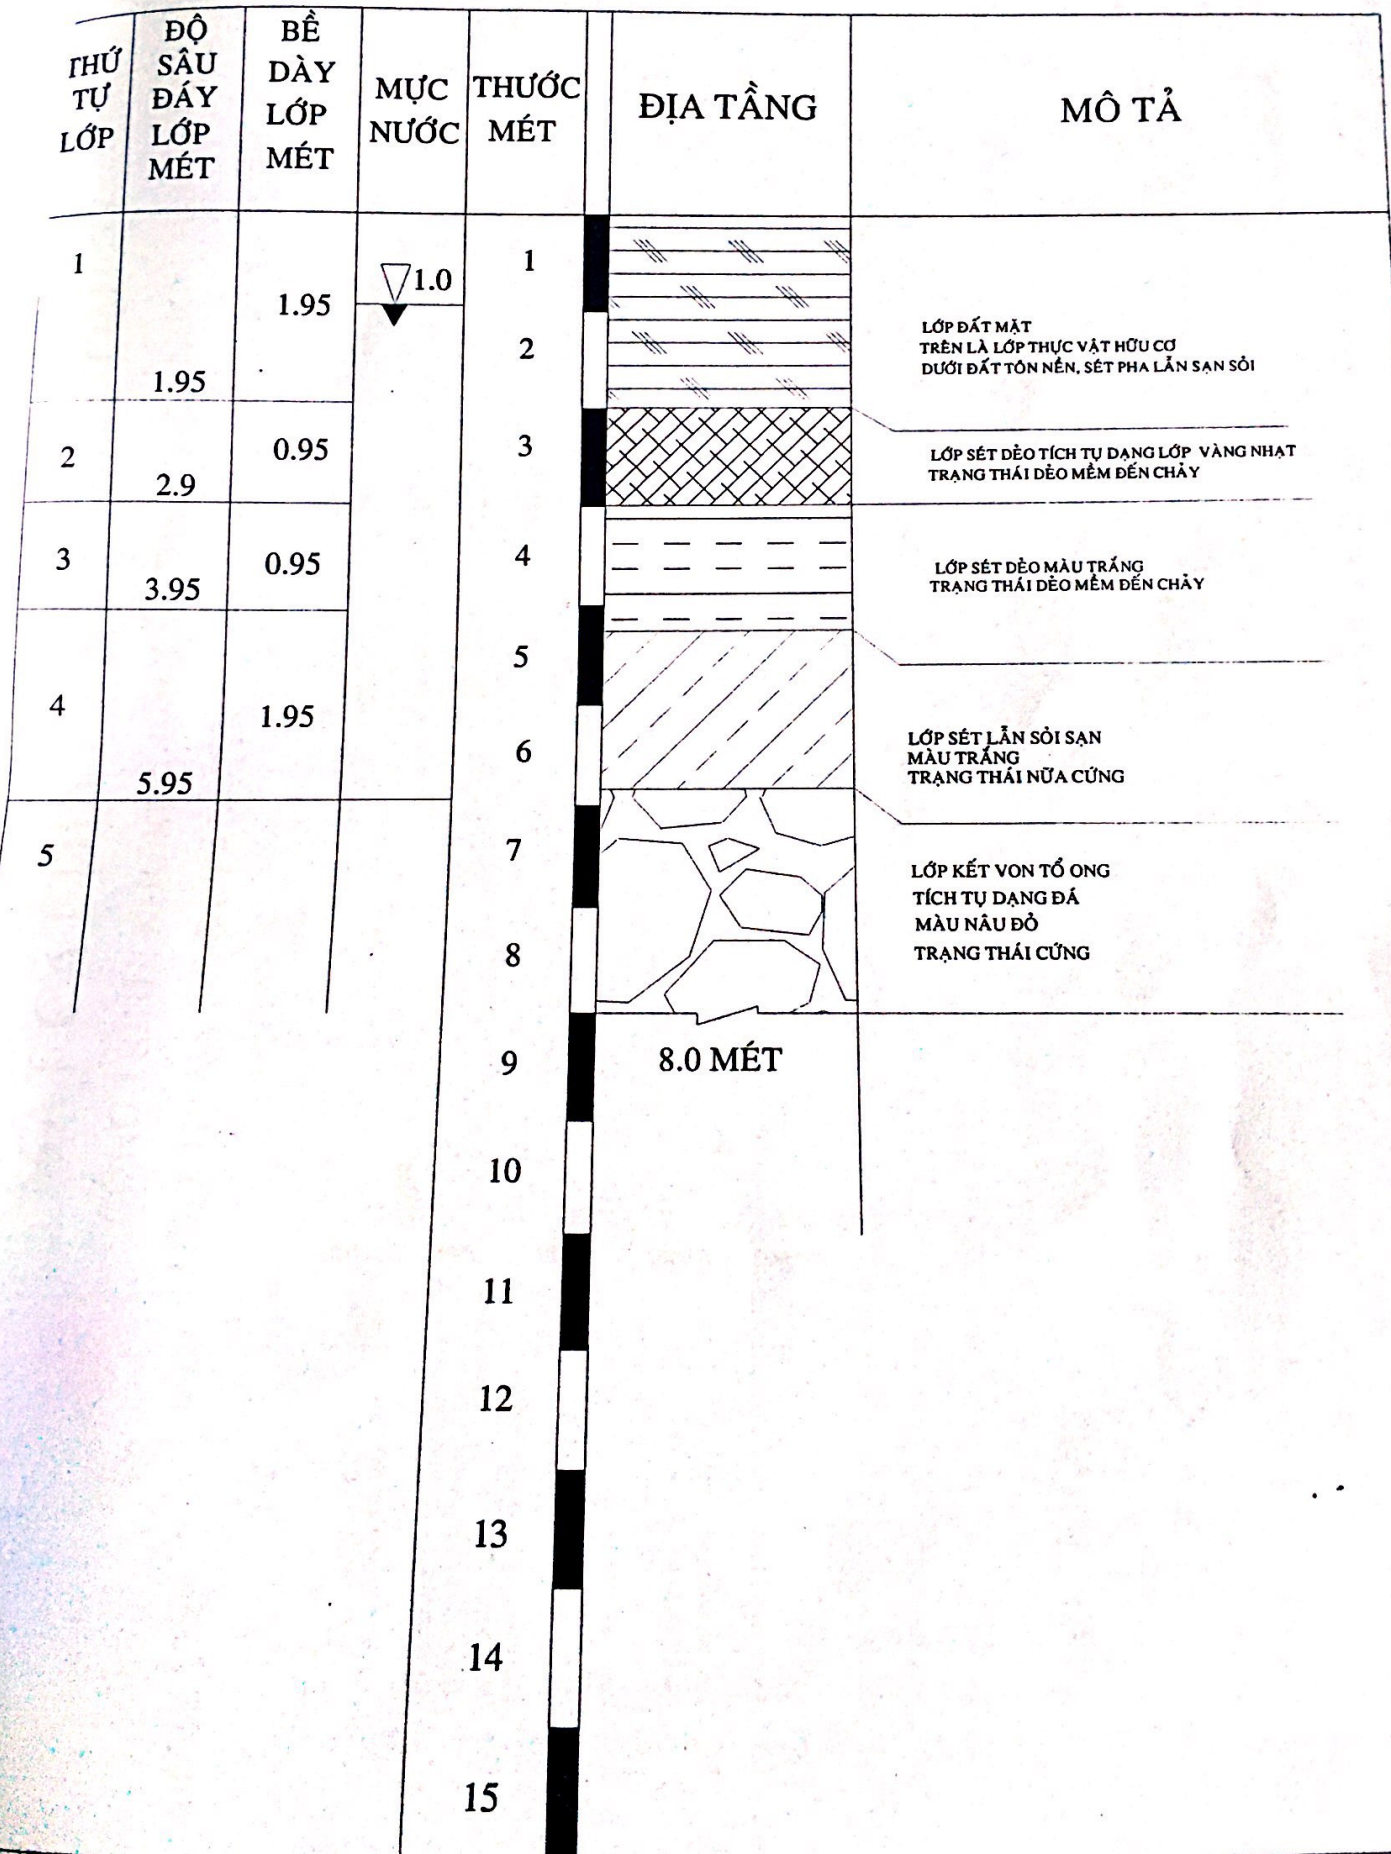 THỨ
TỰ
LỚP
ĐỘ
SÂU
ĐÁY
LỚP
MÉT
BỀ
DÀY
LỚP
MÉT
MỰC
NƯỚC
THƯỚC
MÉT
ĐỊA TẦNG
MÔ TẢ
1
1.95
1.95
1.0
1
2
LỚP ĐẤT MẶT
TRÊN LÀ LỚP THỰC VẬT HỮU CƠ
DƯỚI ĐẤT TÔN NỀN, SÉT PHA LẪN SẠN SỎI
2
2.9
0.95
3
LỚP SÉT DẺO TÍCH TỤ DẠNG LỚP VÀNG NHẠT
TRẠNG THÁI DẺO MỀM ĐẾN CHẢY
3
3.95
0.95
4
LỚP SÉT DẺO MÀU TRẮNG
TRẠNG THÁI DẺO MỀM ĐẾN CHẢY
4
5.95
1.95
5
6
LỚP SÉT LẪN SỎI SẠN
MÀU TRẮNG
TRẠNG THÁI NỮA CỨNG
5
7
8
LỚP KẾT VON TỔ ONG
TÍCH TỤ DẠNG ĐÁ
MÀU NÂU ĐỎ
TRẠNG THÁI CỨNG
9
8.0 MÉT
10
11
12
13
14
15